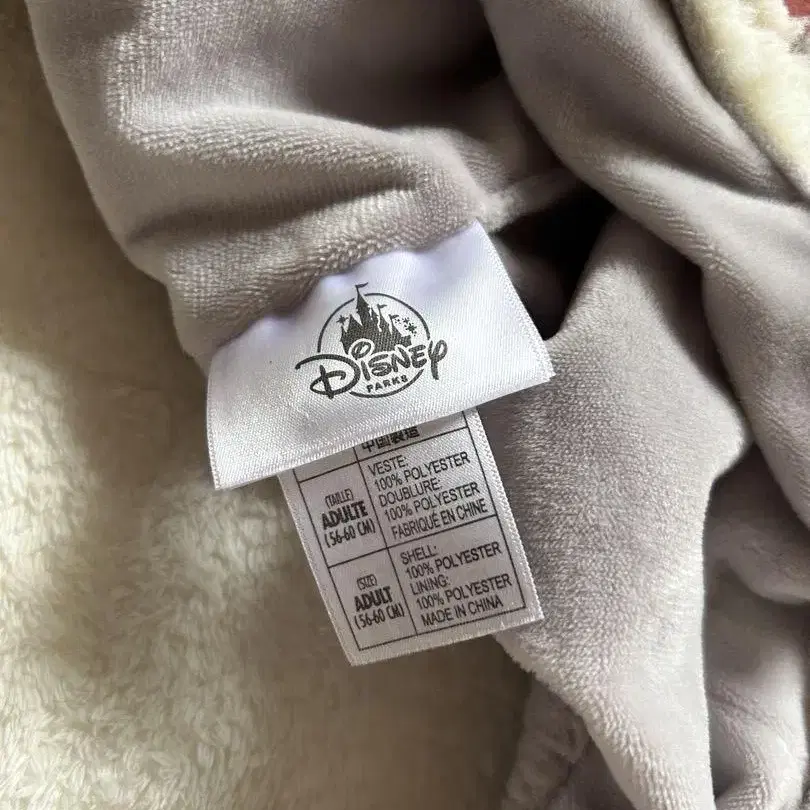 Disney
PARKS
中國製造
(TAILLE)
ADULTE
(56-60 CM)
VESTE:
100% POLYESTER
DOUBLURE:
100% POLYESTER
FABRIQUÉ EN CHINE
(SIZE)
ADULT
(56-60 CM)
SHELL:
100% POLYESTER
LINING:
100% POLYESTER
MADE IN CHINA